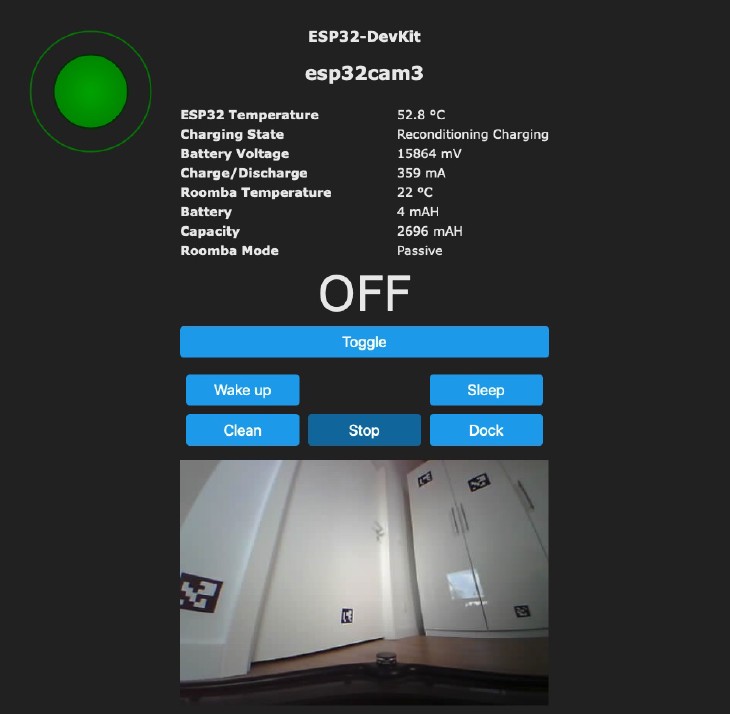 ESP32-DevKit
esp32cam3
ESP32 Temperature 52.8 ºC
Charging State Reconditioning Charging
Battery Voltage 15864 mV
Charge/Discharge 359 mA
Roomba Temperature 22 ºC
Battery 4 mAH
Capacity 2696 mAH
Roomba Mode Passive
OFF
Toggle
Wake up Sleep
Clean Stop Dock